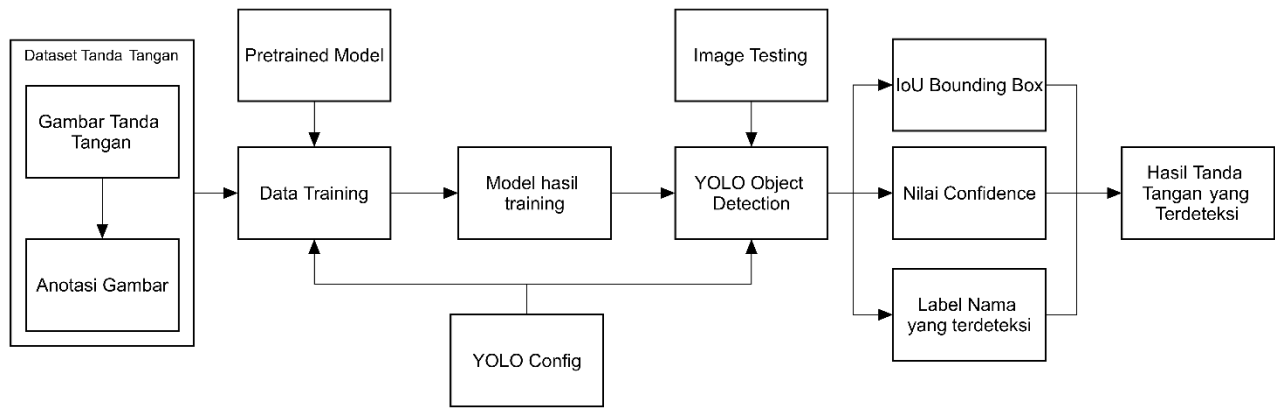 Dataset Tanda Tangan
Gambar Tanda
Tangan
Anotasi Gambar
Pretrained Model
Data Training
Model hasil
training
YOLO Config
Image Testing
YOLO Object
Detection
IoU Bounding Box
Nilai Confidence
Label Nama
yang terdeteksi
Hasil Tanda
Tangan yang
Terdeteksi